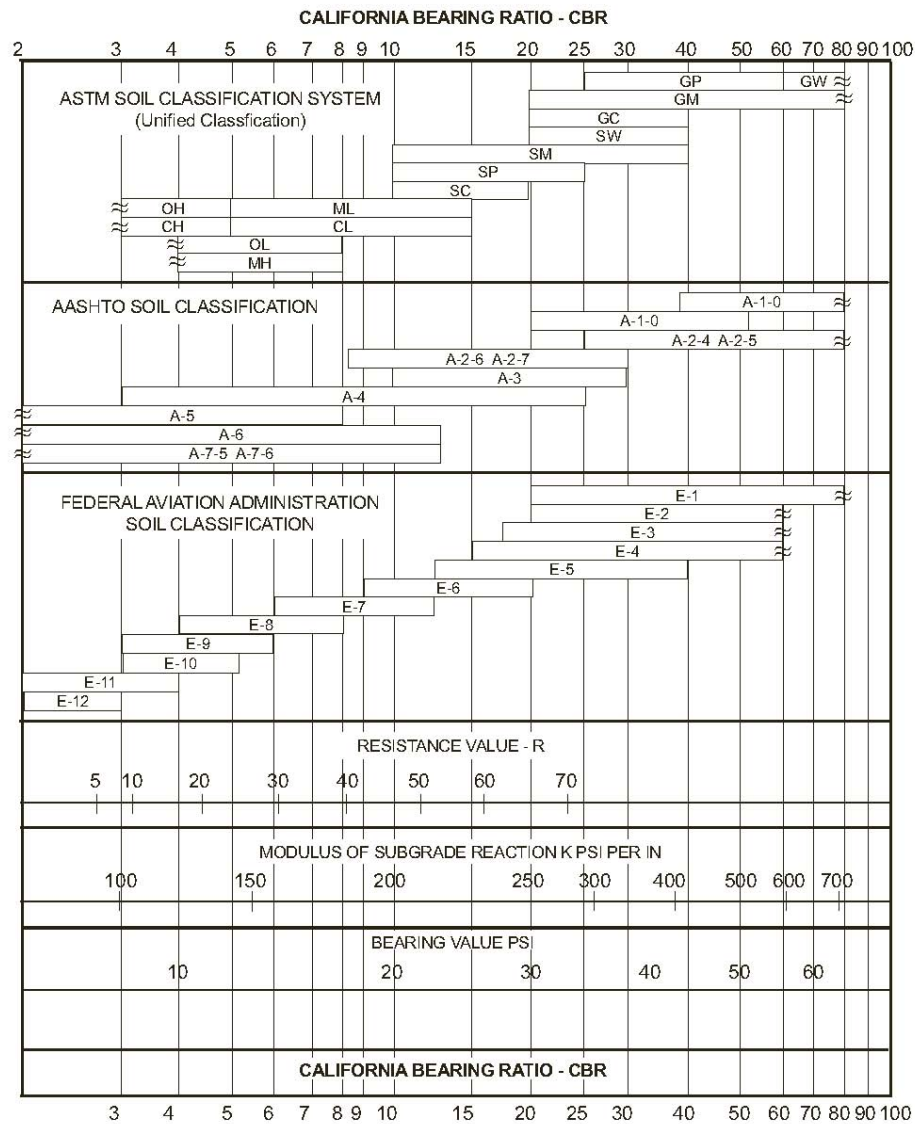 CALIFORNIA BEARING RATIO - CBR
2 3 4 5 6 7 8 9 10 15 20 25 30 40 50 60 70 80 90 100
ASTM SOIL CLASSIFICATION SYSTEM
(Unified Classfication)
GP GW
GM
GC
SW
SM
SP
SC
OH ML
CH CL
OL
MH
AASHTO SOIL CLASSIFICATION
A-1-0
A-1-0
A-2-4 A-2-5
A-2-6 A-2-7
A-3
A-4
A-5
A-6
A-7-5 A-7-6
FEDERAL AVIATION ADMINISTRATION
SOIL CLASSIFICATION
E-1
E-2
E-3
E-4
E-5
E-6
E-7
E-8
E-9
E-10
E-11
E-12
RESISTANCE VALUE - R
5 10 20 30 40 50 60 70
MODULUS OF SUBGRADE REACTION K PSI PER IN
100 150 200 250 300 400 500 600 700
BEARING VALUE PSI
10 20 30 40 50 60
CALIFORNIA BEARING RATIO - CBR
3 4 5 6 7 8 9 10 15 20 25 30 40 50 60 70 80 90 100